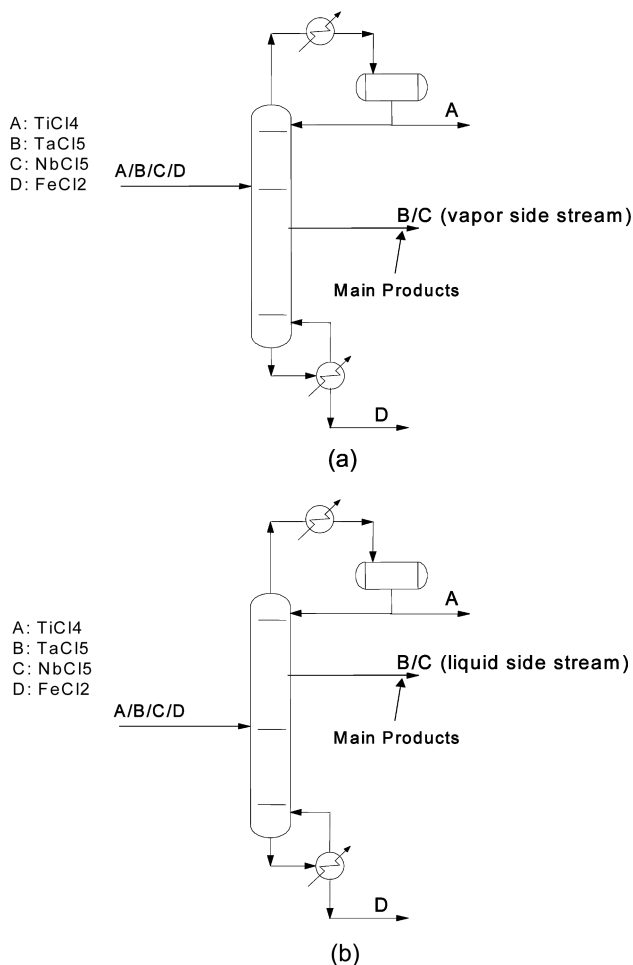 A
A: TiCl4
B: TaCl5
C: NbCl5
D: FeCl2
A/B/C/D
B/C (vapor side stream)
Main Products
D
(a)
A
A: TiCl4
B: TaCl5
C: NbCl5
D: FeCl2
B/C (liquid side stream)
A/B/C/D
Main Products
D
(b)